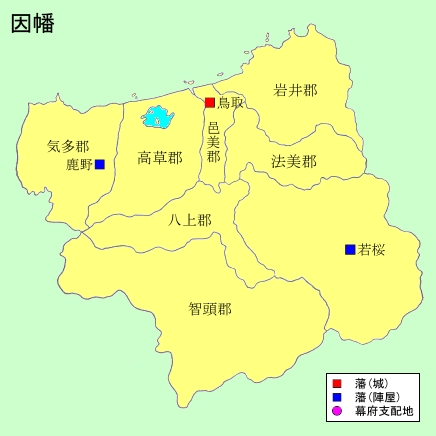 因幡
岩井郡
鳥取
邑美郡
気多郡
鹿野
高草郡
法美郡
八上郡
若桜
智頭郡
藩(城)
藩(陣屋)
幕府支配地